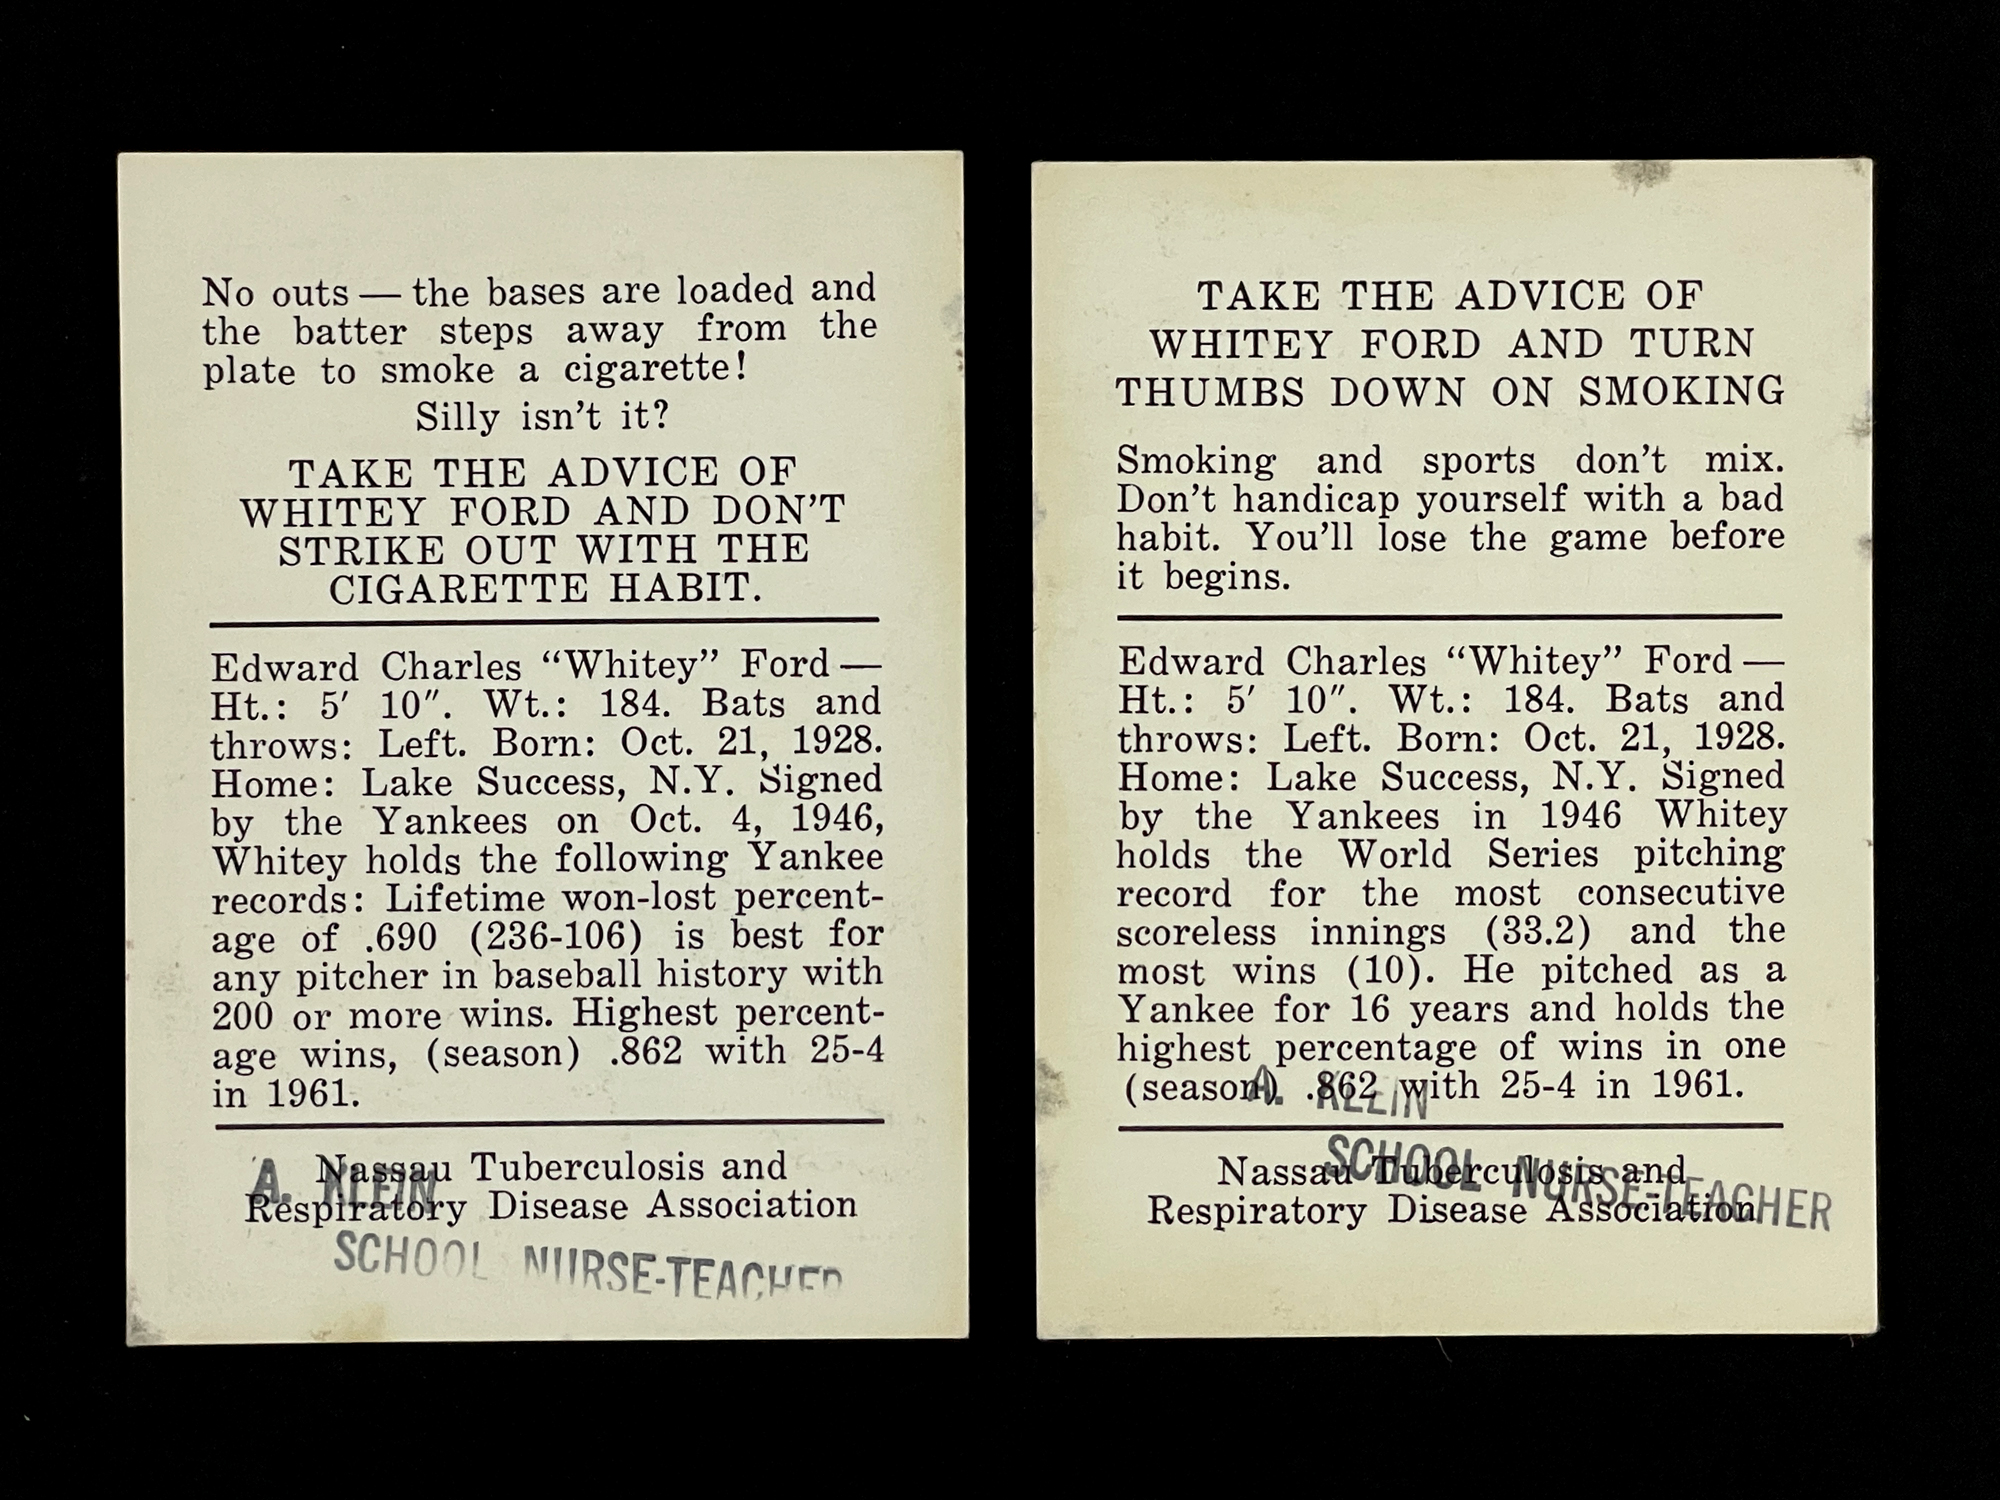 No outs — the bases are loaded and
the batter steps away from the
plate to smoke a cigarette!
Silly isn't it?
TAKE THE ADVICE OF
WHITEY FORD AND DON'T
STRIKE OUT WITH THE
CIGARETTE HABIT.
Edward Charles “Whitey” Ford —
Ht.: 5′ 10″. Wt.: 184. Bats and
throws: Left. Born: Oct. 21, 1928.
Home: Lake Success, N.Y. Signed
by the Yankees on Oct. 4, 1946,
Whitey holds the following Yankee
records: Lifetime won-lost percent-
age of .690 (236-106) is best for
any pitcher in baseball history with
200 or more wins. Highest percent-
age wins, (season) .862 with 25-4
in 1961.
Nassau Tuberculosis and
Respiratory Disease Association
A. KLEIN
SCHOOL NURSE-TEACHER
TAKE THE ADVICE OF
WHITEY FORD AND TURN
THUMBS DOWN ON SMOKING
Smoking and sports don't mix.
Don't handicap yourself with a bad
habit. You'll lose the game before
it begins.
Edward Charles “Whitey” Ford —
Ht.: 5′ 10″. Wt.: 184. Bats and
throws: Left. Born: Oct. 21, 1928.
Home: Lake Success, N.Y. Signed
by the Yankees in 1946 Whitey
holds the World Series pitching
record for the most consecutive
scoreless innings (33.2) and the
most wins (10). He pitched as a
Yankee for 16 years and holds the
highest percentage of wins in one
(season) .862 with 25-4 in 1961.
A. KLEIN
SCHOOL NURSE-TEACHER
Nassau Tuberculosis and
Respiratory Disease Association